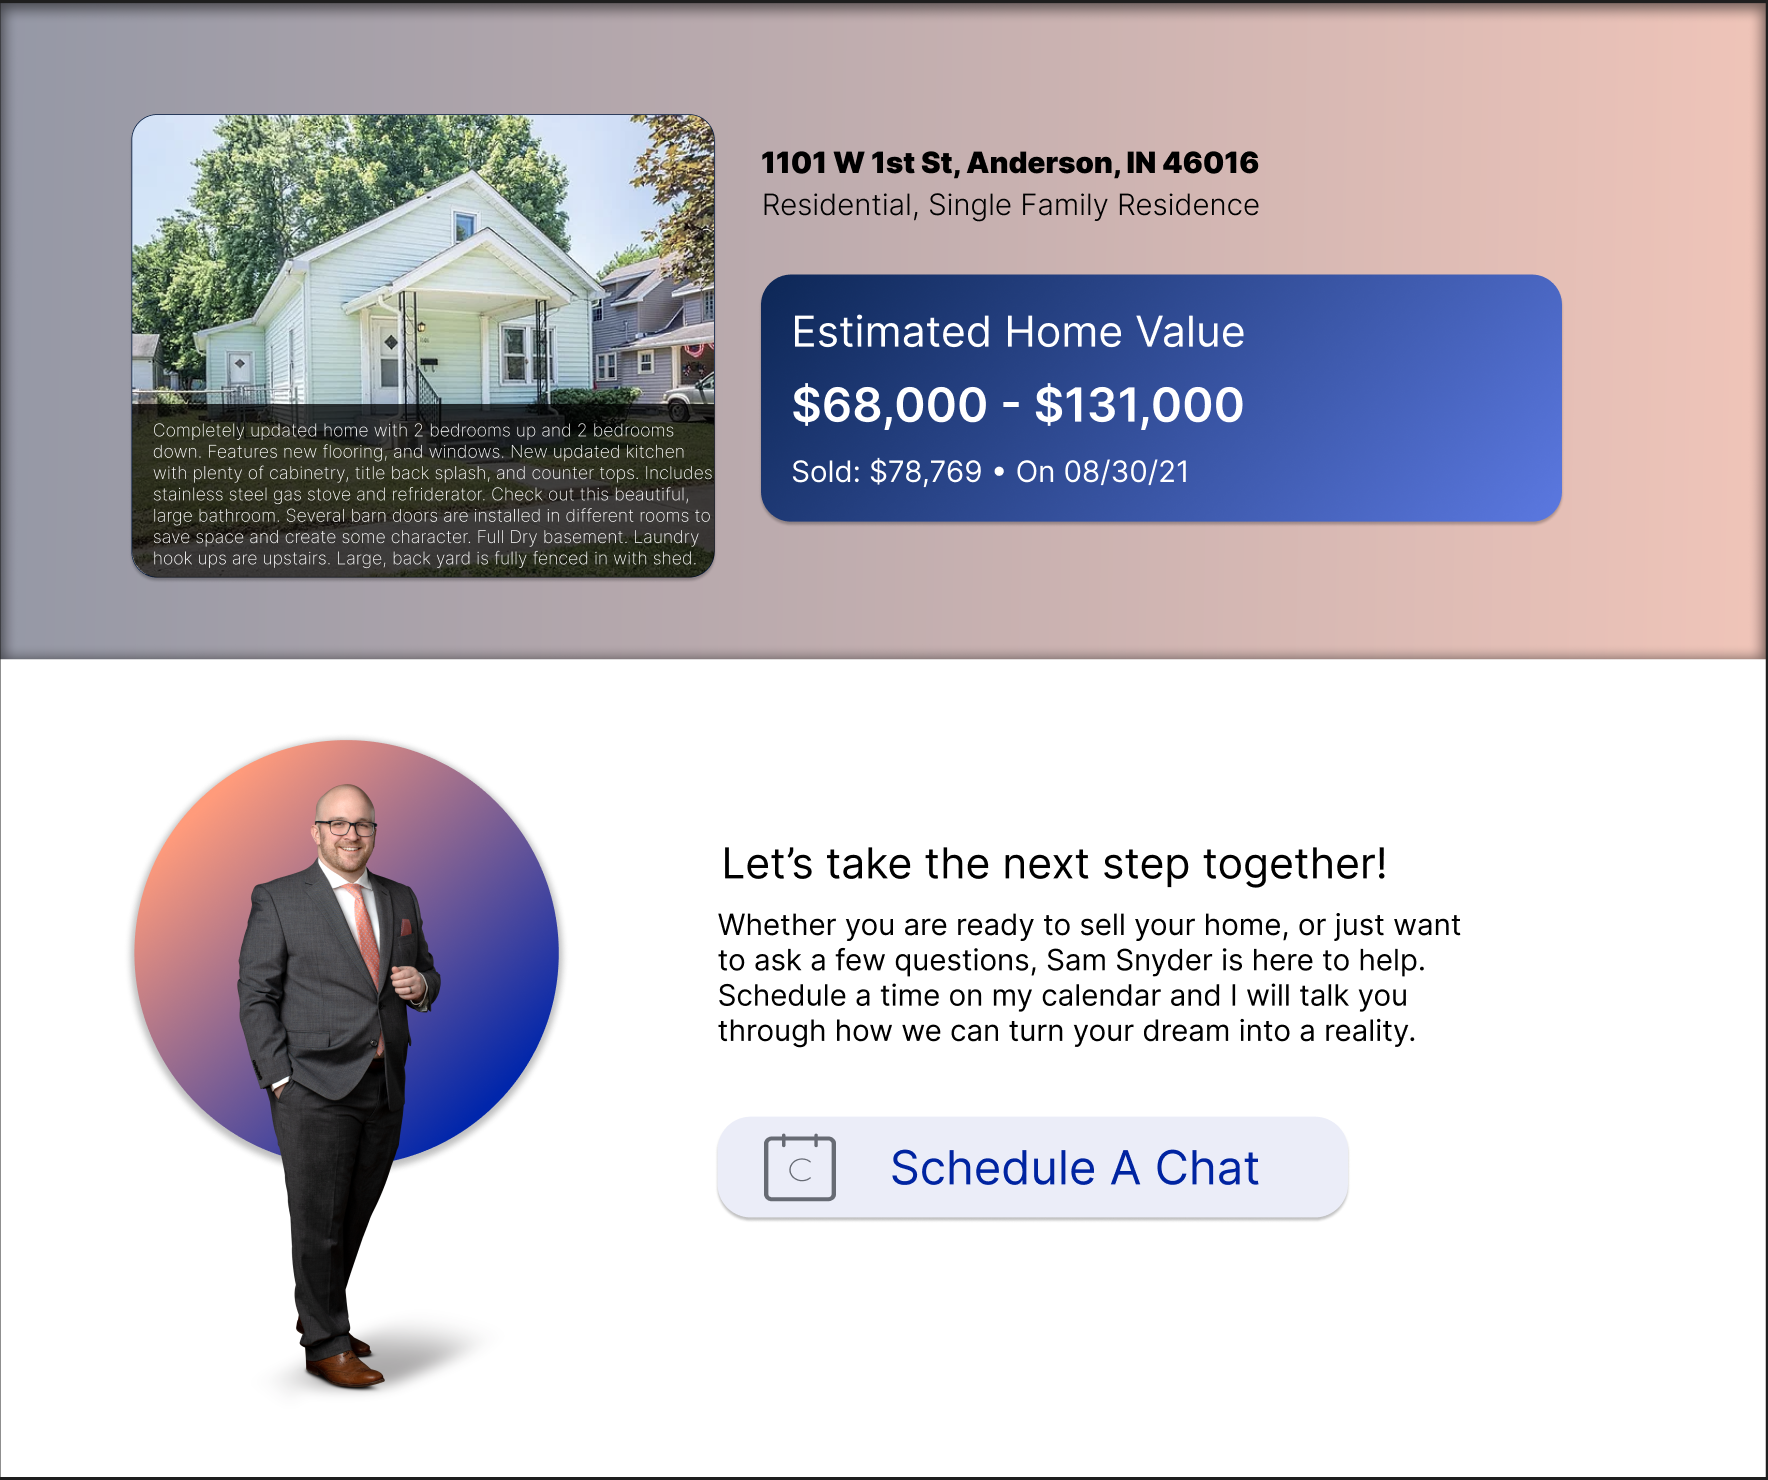 1101 W 1st St, Anderson, IN 46016
Residential, Single Family Residence
Estimated Home Value
$68,000 - $131,000
Sold: $78,769 • On 08/30/21
Completely updated home with 2 bedrooms up and 2 bedrooms
down. Features new flooring, and windows. New updated kitchen
with plenty of cabinetry, title back splash, and counter tops. Includes
stainless steel gas stove and refriderator. Check out this beautiful,
large bathroom. Several barn doors are installed in different rooms to
save space and create some character. Full Dry basement. Laundry
hook ups are upstairs. Large, back yard is fully fenced in with shed.
Let’s take the next step together!
Whether you are ready to sell your home, or just want
to ask a few questions, Sam Snyder is here to help.
Schedule a time on my calendar and I will talk you
through how we can turn your dream into a reality.
C
Schedule A Chat